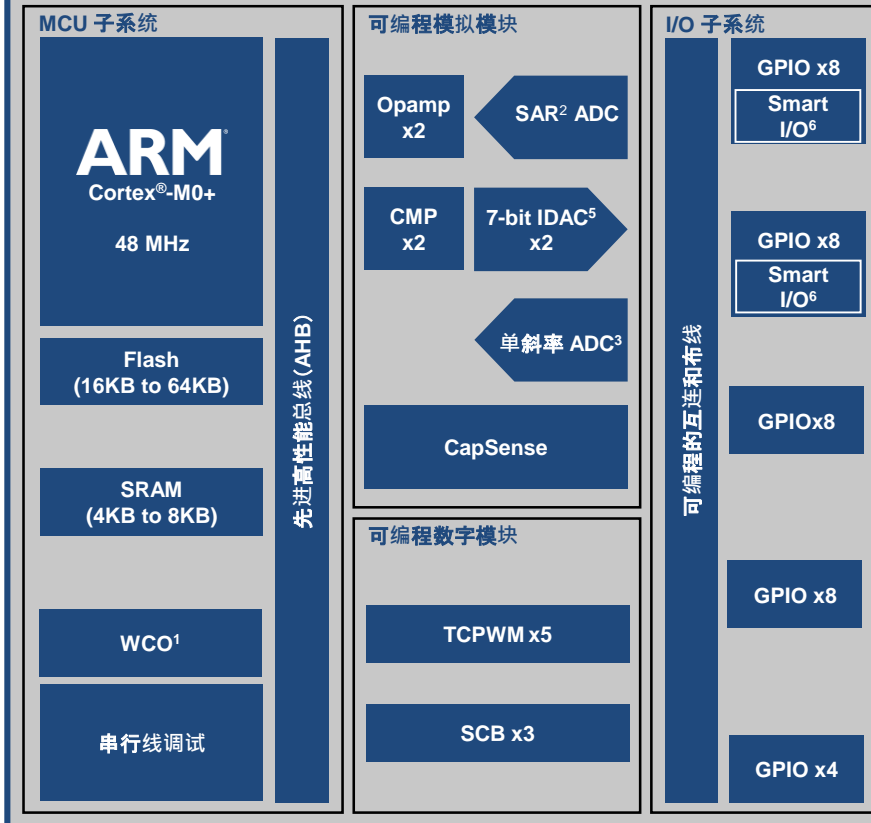 MCU 子系统
ARM®
Cortex®-M0+
48 MHz
Flash
(16KB to 64KB)
SRAM
(4KB to 8KB)
WCO¹
串行线调试
先进高性能总线(AHB)
可编程模拟模块
Opamp
x2
SAR² ADC
CMP
x2
7-bit IDAC⁵
x2
单斜率 ADC³
CapSense
可编程数字模块
TCPWM x5
SCB x3
I/O 子系统
可编程的互连和布线
GPIO x8
Smart
I/O⁶
GPIO x8
Smart
I/O⁶
GPIOx8
GPIO x8
GPIO x4